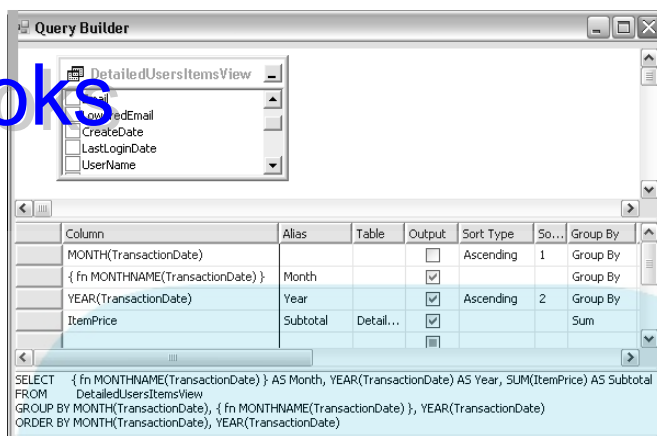 Query Builder
DetailedUsersItemsView
oks
Email
LoweredEmail
CreateDate
LastLoginDate
UserName
Column Alias Table Output Sort Type So... Group By
MONTH(TransactionDate) Ascending 1 Group By
{ fn MONTHNAME(TransactionDate) } Month Group By
YEAR(TransactionDate) Year Ascending 2 Group By
ItemPrice Subtotal Detail... Sum
SELECT { fn MONTHNAME(TransactionDate) } AS Month, YEAR(TransactionDate) AS Year, SUM(ItemPrice) AS Subtotal
FROM DetailedUsersItemsView
GROUP BY MONTH(TransactionDate), { fn MONTHNAME(TransactionDate) }, YEAR(TransactionDate)
ORDER BY MONTH(TransactionDate), YEAR(TransactionDate)